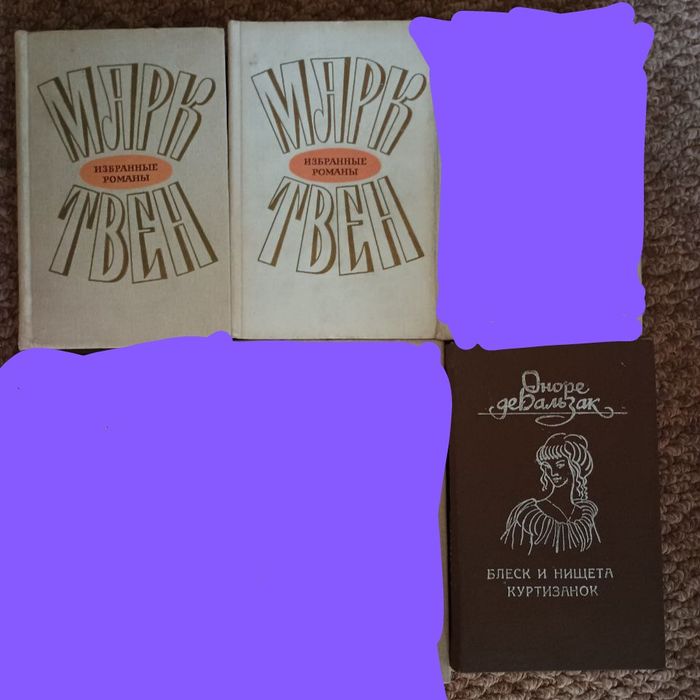 МАРК
ИЗБРАННЫЕ
РОМАНЫ
ТВЕН
МАРК
ИЗБРАННЫЕ
РОМАНЫ
ТВЕН
Оноре
де Бальзак
БЛЕСК И НИЩЕТА
КУРТИЗАНОК